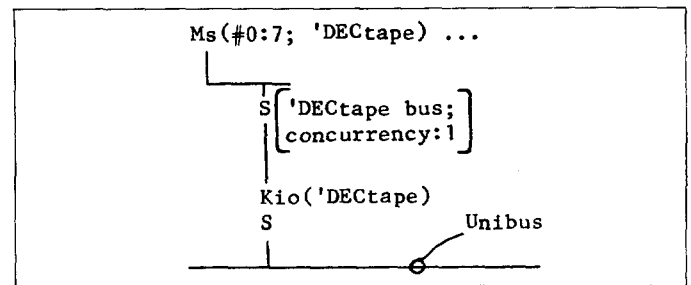 Ms(#0:7; 'DECtape) ...
S ['DECtape bus;
concurrency:1]
Kio('DECtape)
S
Unibus